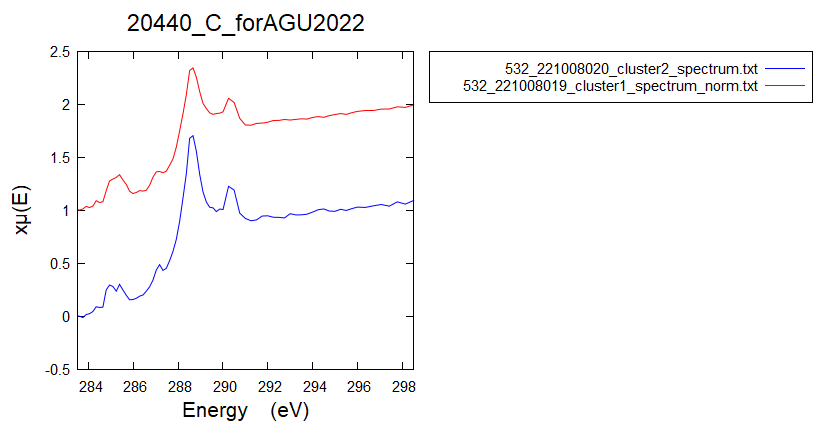 20440_C_forAGU2022
532_221008020_cluster2_spectrum.txt
532_221008019_cluster1_spectrum_norm.txt
2.5
2
1.5
1
0.5
0
-0.5
xμ(E)
284 286 288 290 292 294 296 298
Energy (eV)